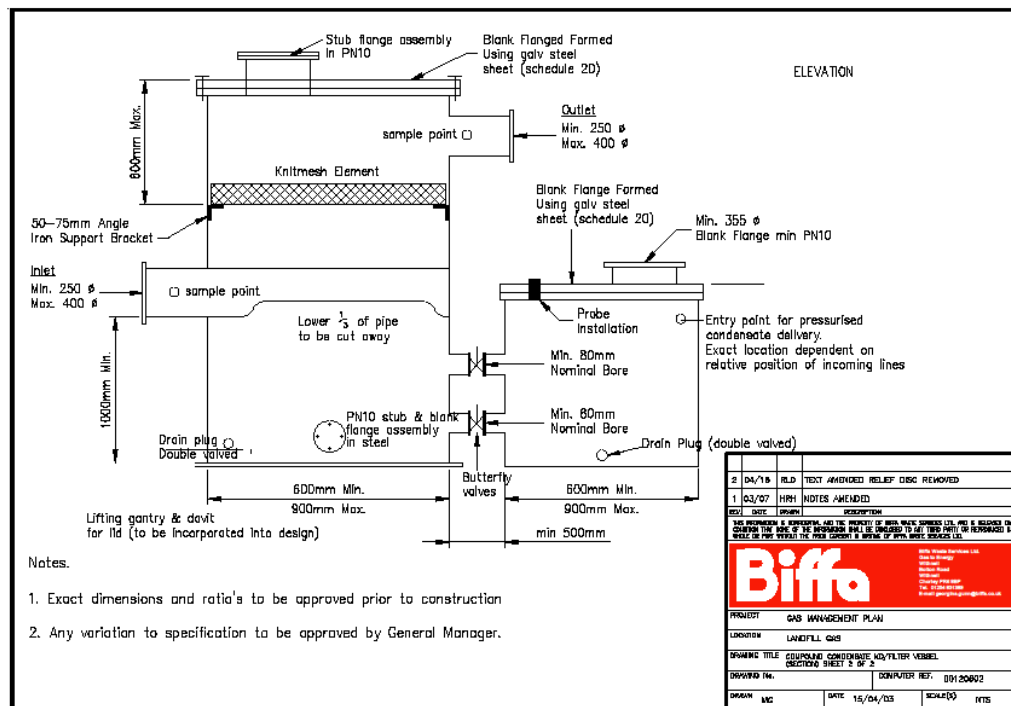 Stub flange assembly
in PN10
Blank Flanged Formed
Using galv steel
sheet (schedule 20)
ELEVATION
600mm Max.
sample point
Outlet
Min. 250 ø
Max. 400 ø
Knitmesh Element
50-75mm Angle
Iron Support Bracket
Blank Flange Formed
Using galv steel
sheet (schedule 20)
Min. 355 ø
Blank Flange min PN10
Inlet
Min. 250 ø
Max. 400 ø
sample point
Lower 1/3 of pipe
to be cut away
Probe
Installation
Entry point for pressurised
condensate delivery.
Exact location dependent on
relative position of incoming lines
1000mm Min.
Min. 80mm
Nominal Bore
PN10 stub & blank
flange assembly
in steel
Min. 80mm
Nominal Bore
Drain plug
Double valved
Drain Plug (double valved)
Butterfly
valves
600mm Min.
900mm Max.
600mm Min.
900mm Max.
min 500mm
Lifting gantry & davit
for lid (to be incorporated into design)
Notes.
1. Exact dimensions and ratio's to be approved prior to construction
2. Any variation to specification to be approved by General Manager.
2 04/18 RLD TEXT AMENDED RELIEF DISC REMOVED
1 03/07 HRH NOTES AMENDED
REV. DATE DRAWN DESCRIPTION
Biffa
Biffa Waste Services Ltd.
PROJECT GAS MANAGEMENT PLAN
LOCATION LANDFILL GAS
DRAWING TITLE COMPOUND CONDENSATE KO/FILTER VESSEL
(SECTION) SHEET 2 OF 2
DRAWING No. COMPUTER REF. 00120802
DRAWN MG DATE 15/04/03 SCALE(S) NTS